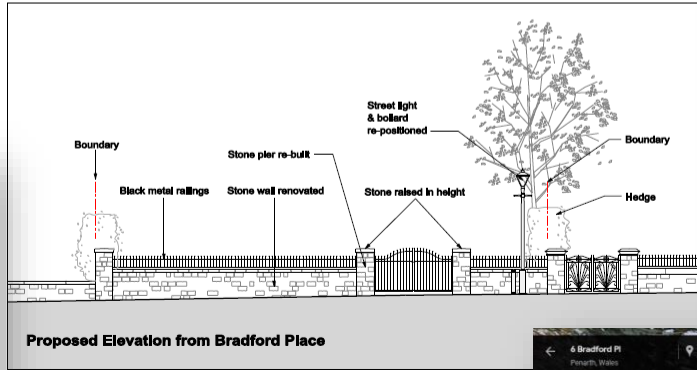 Street light
& bollard
re-positioned
Boundary
Boundary
Stone pier re-built
Black metal railings
Stone wall renovated
Stone raised in height
Hedge
Proposed Elevation from Bradford Place
6 Bradford Pl
Penarth, Wales